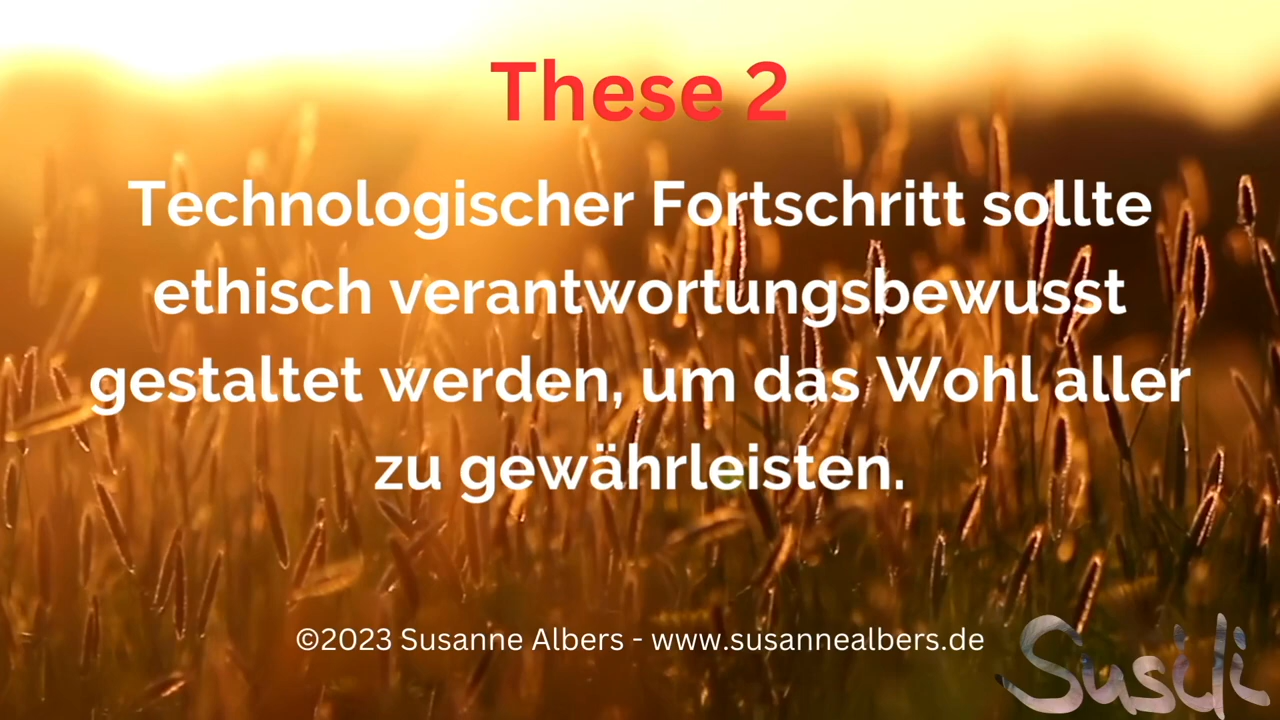 These 2
Technologischer Fortschritt sollte
ethisch verantwortungsbewusst
gestaltet werden, um das Wohl aller
zu gewährleisten.
©2023 Susanne Albers - www.susannealbers.de